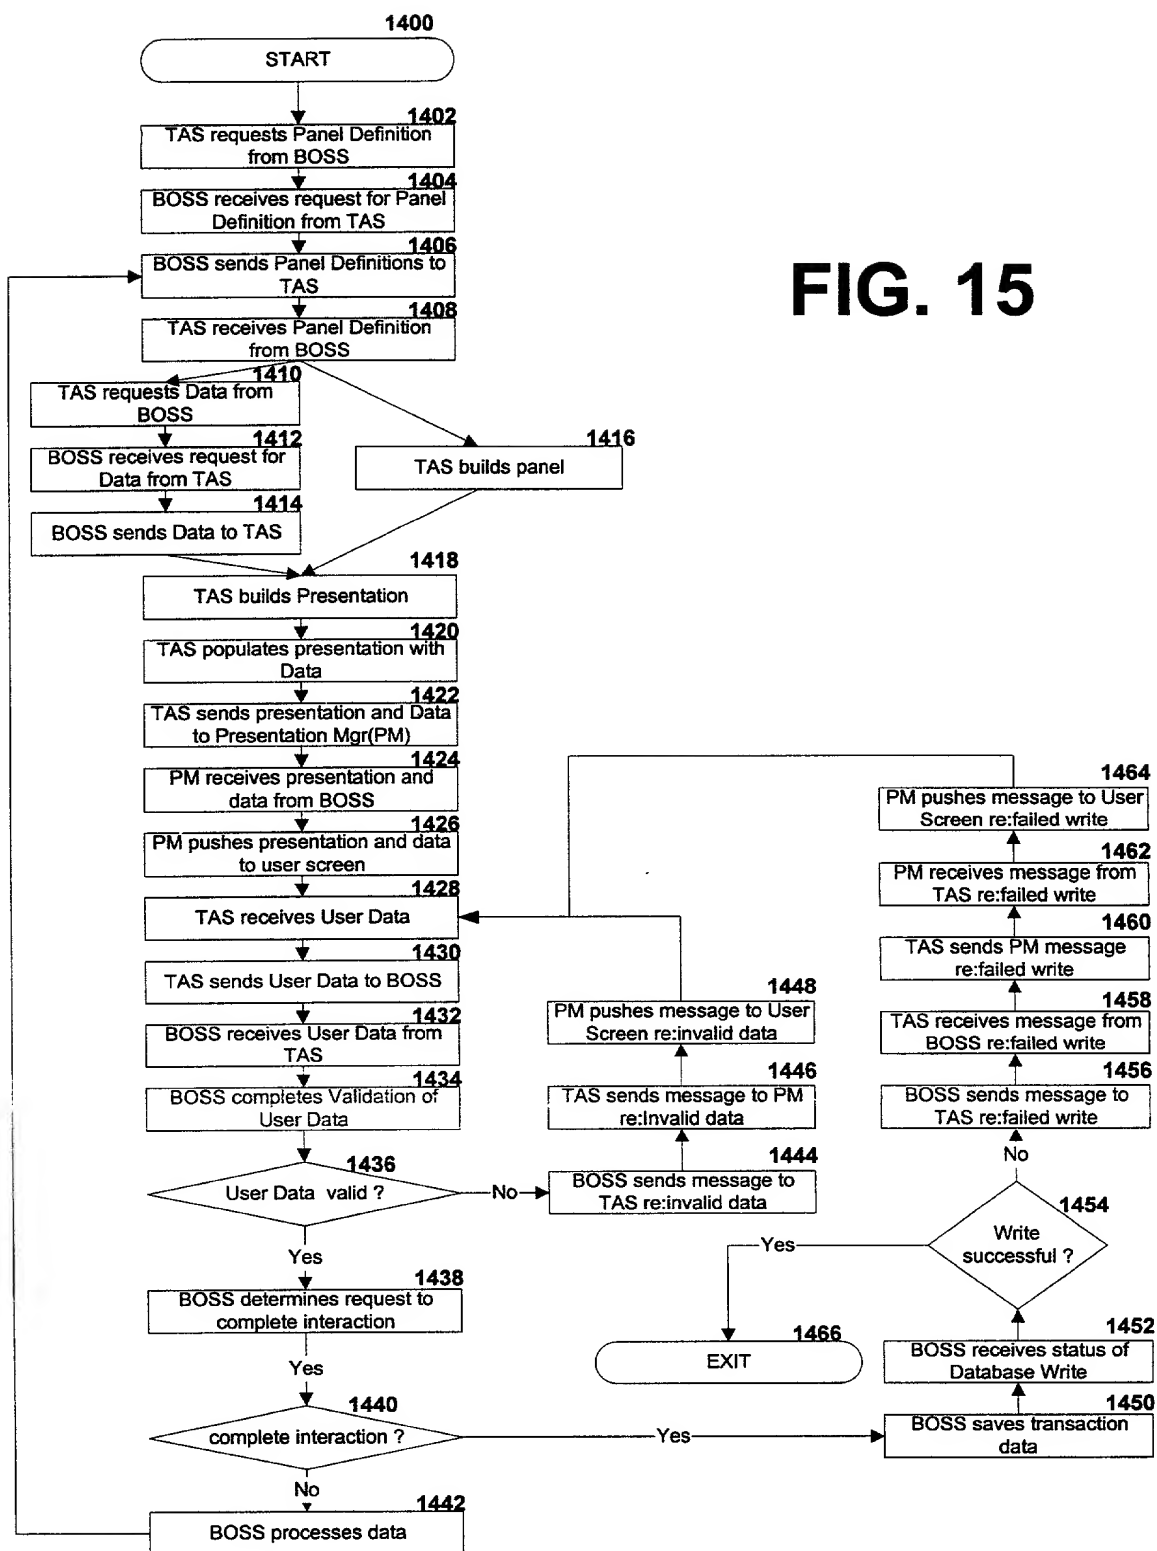 1400
START
1402
TAS requests Panel Definition
from BOSS
1404
BOSS receives request for Panel
Definition from TAS
1406
BOSS sends Panel Definitions to
TAS
1408
TAS receives Panel Definition
from BOSS
FIG. 15
1410
TAS requests Data from
BOSS
1412
BOSS receives request for
Data from TAS
1414
BOSS sends Data to TAS
1416
TAS builds panel
1418
TAS builds Presentation
1420
TAS populates presentation with
Data
1422
TAS sends presentation and Data
to Presentation Mgr(PM)
1424
PM receives presentation and
data from BOSS
1426
PM pushes presentation and data
to user screen
1428
TAS receives User Data
1430
TAS sends User Data to BOSS
1432
BOSS receives User Data from
TAS
1434
BOSS completes Validation of
User Data
1436
User Data valid ?
No
Yes
1438
BOSS determines request to
complete interaction
Yes
1440
complete interaction ?
Yes
No
1442
BOSS processes data
1448
PM pushes message to User
Screen re:invalid data
1446
TAS sends message to PM
re:Invalid data
1444
BOSS sends message to
TAS re:invalid data
1464
PM pushes message to User
Screen re:failed write
1462
PM receives message from
TAS re:failed write
1460
TAS sends PM message
re:failed write
1458
TAS receives message from
BOSS re:failed write
1456
BOSS sends message to
TAS re:failed write
No
1454
Write
successful ?
Yes
1466
EXIT
1452
BOSS receives status of
Database Write
1450
BOSS saves transaction
data